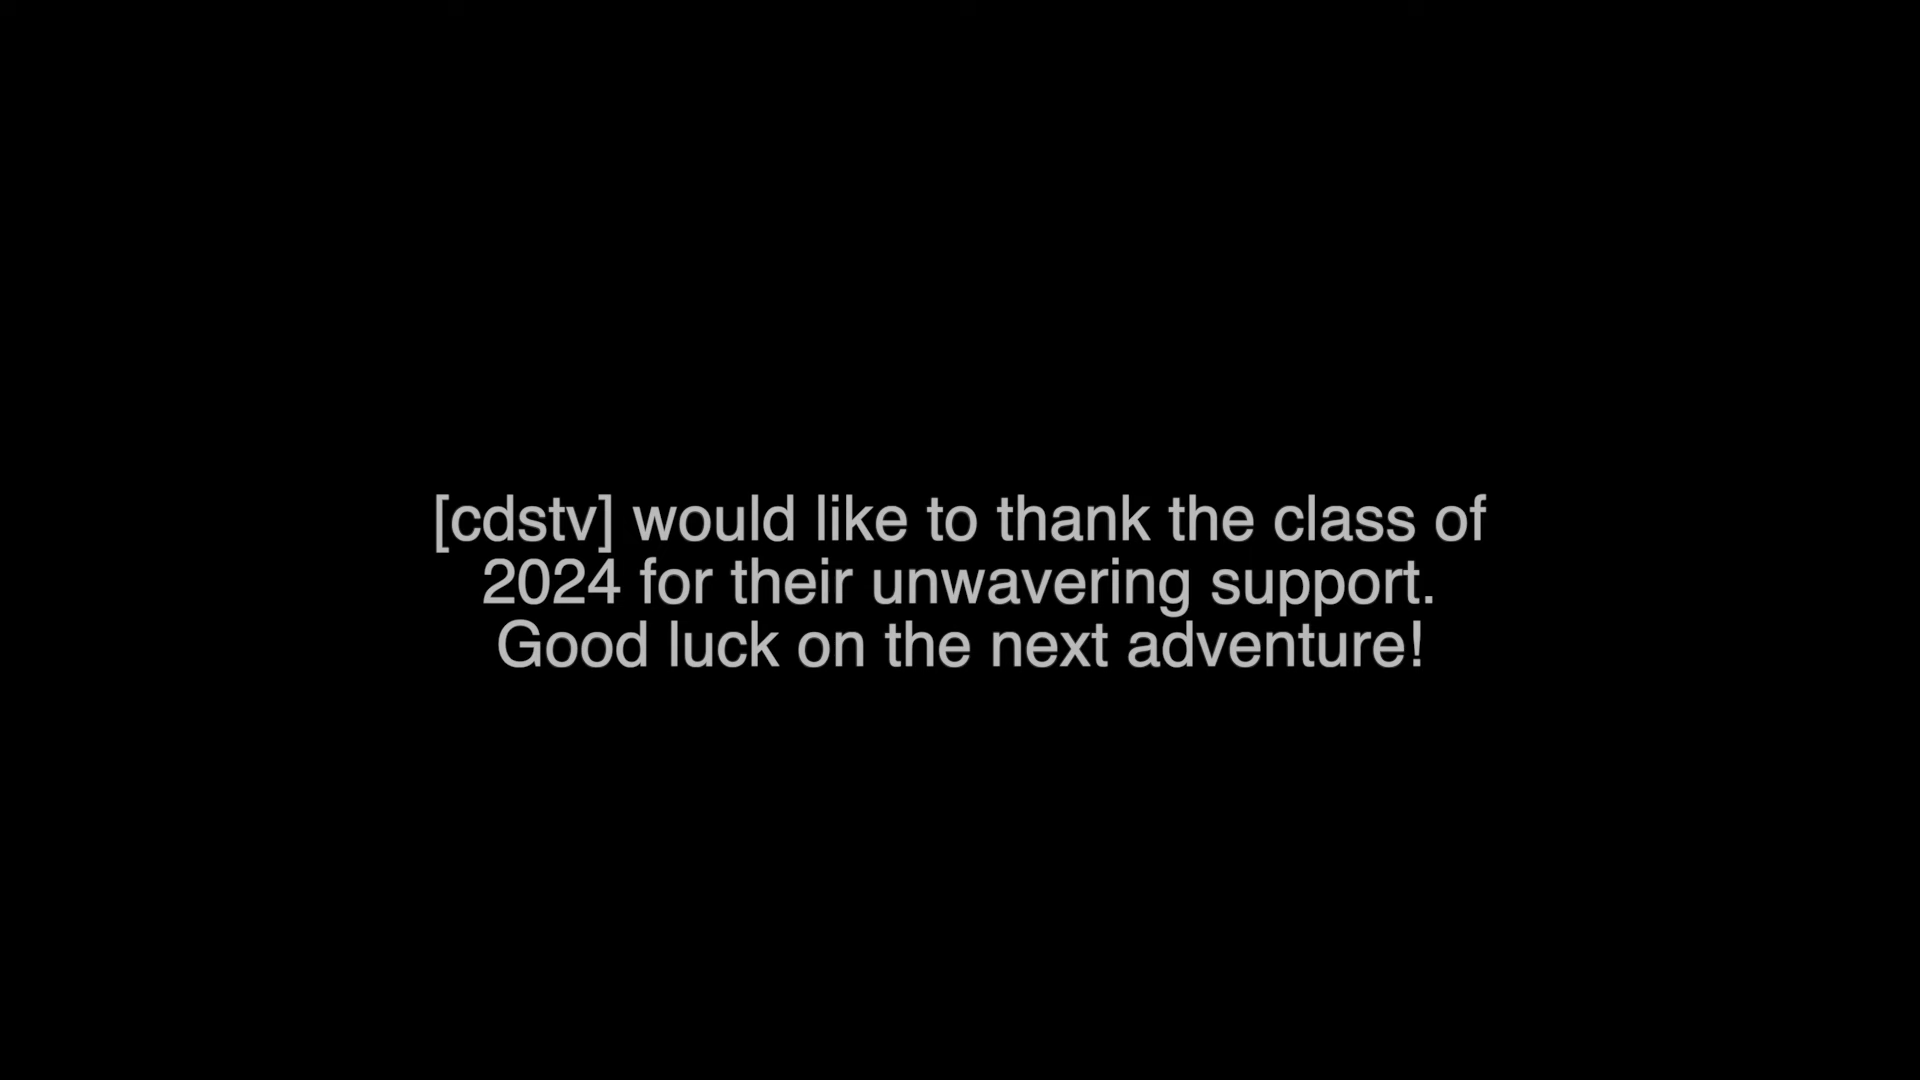 [cdstv] would like to thank the class of
2024 for their unwavering support.
Good luck on the next adventure!